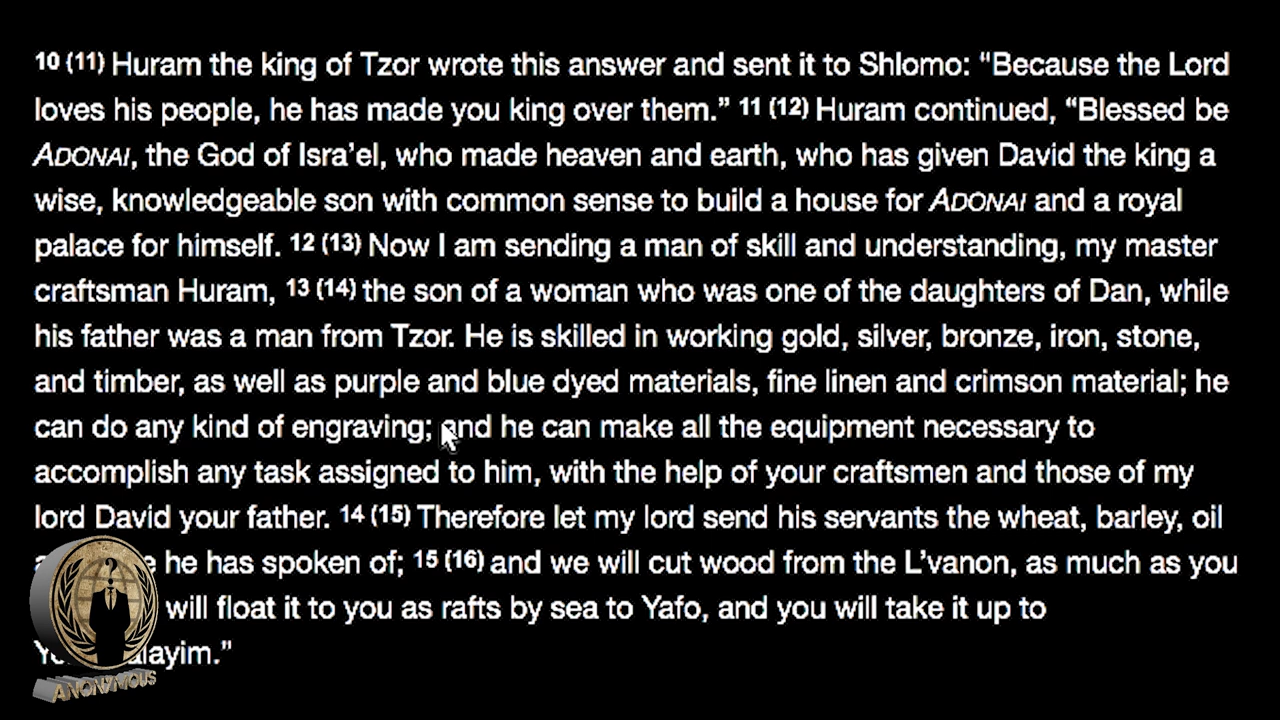 10 (11) Huram the king of Tzor wrote this answer and sent it to Shlomo: “Because the Lord
loves his people, he has made you king over them.” 11 (12) Huram continued, “Blessed be
ADONAI, the God of Isra’el, who made heaven and earth, who has given David the king a
wise, knowledgeable son with common sense to build a house for ADONAI and a royal
palace for himself. 12 (13) Now I am sending a man of skill and understanding, my master
craftsman Huram, 13 (14) the son of a woman who was one of the daughters of Dan, while
his father was a man from Tzor. He is skilled in working gold, silver, bronze, iron, stone,
and timber, as well as purple and blue dyed materials, fine linen and crimson material; he
can do any kind of engraving; and he can make all the equipment necessary to
accomplish any task assigned to him, with the help of your craftsmen and those of my
lord David your father. 14 (15) Therefore let my lord send his servants the wheat, barley, oil
he has spoken of; 15 (16) and we will cut wood from the L’vanon, as much as you
will float it to you as rafts by sea to Yafo, and you will take it up to
ANONYMOUS